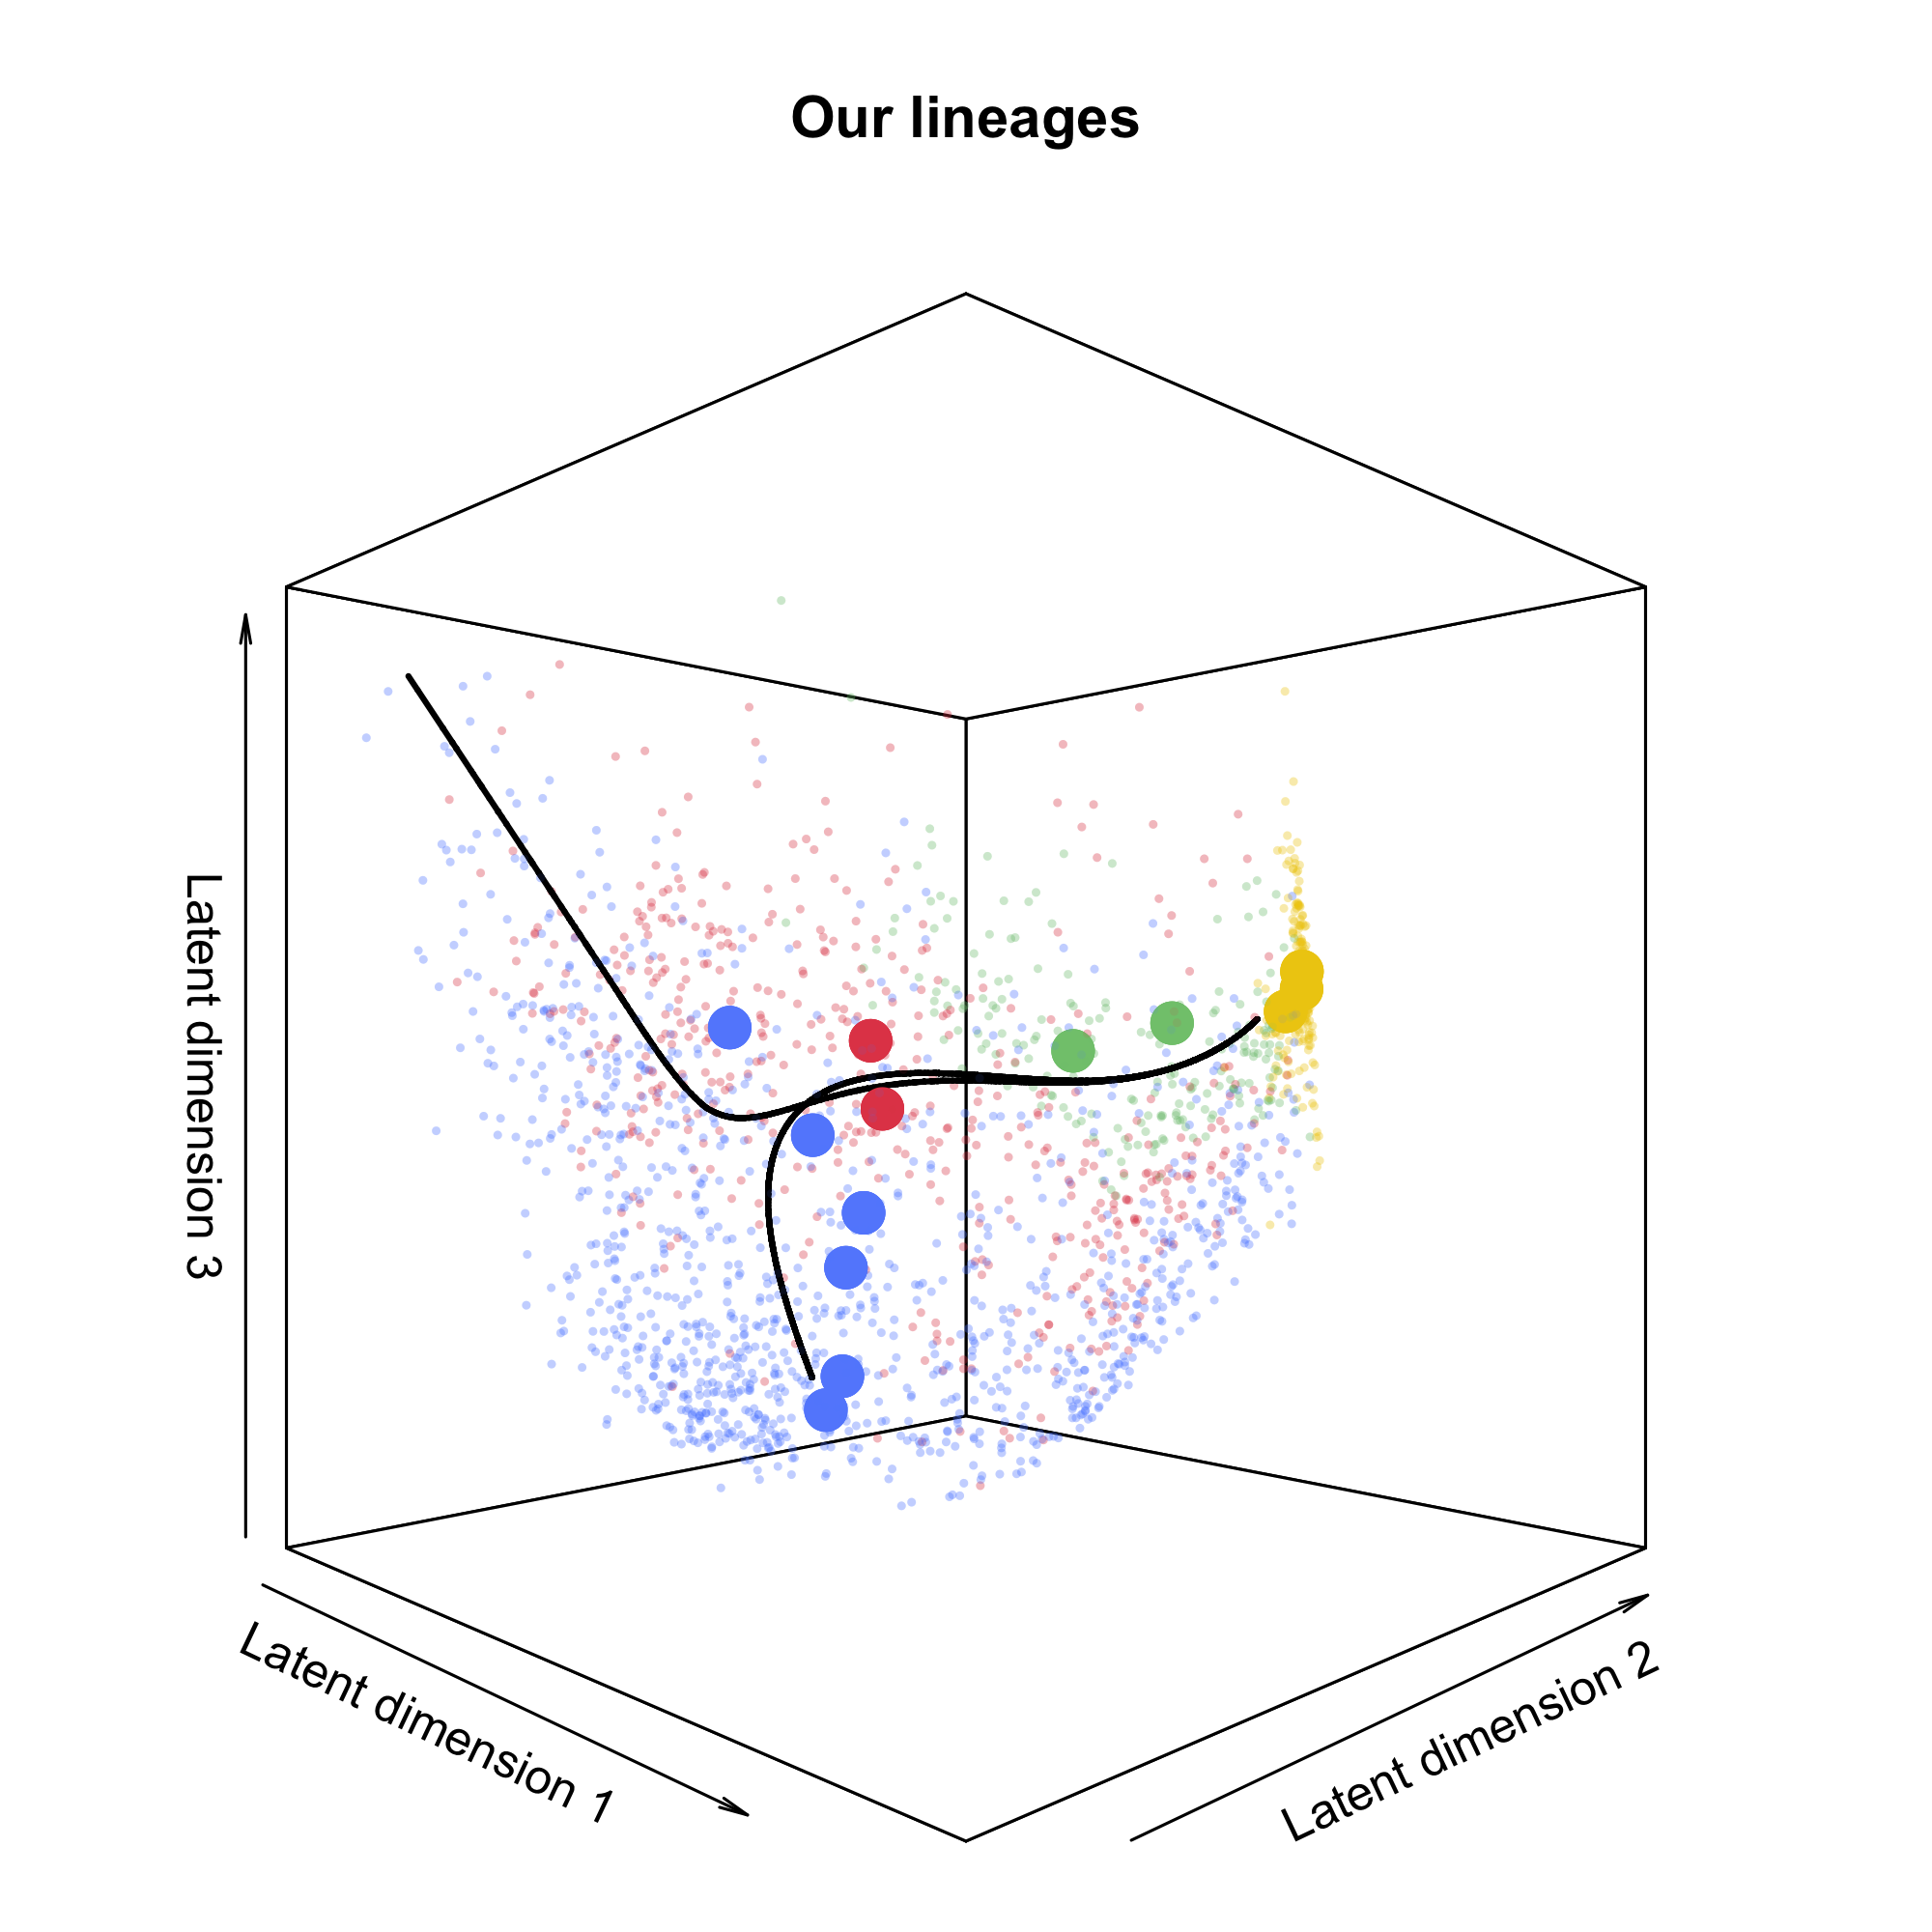 Our lineages
Latent dimension 3
Latent dimension 1
Latent dimension 2